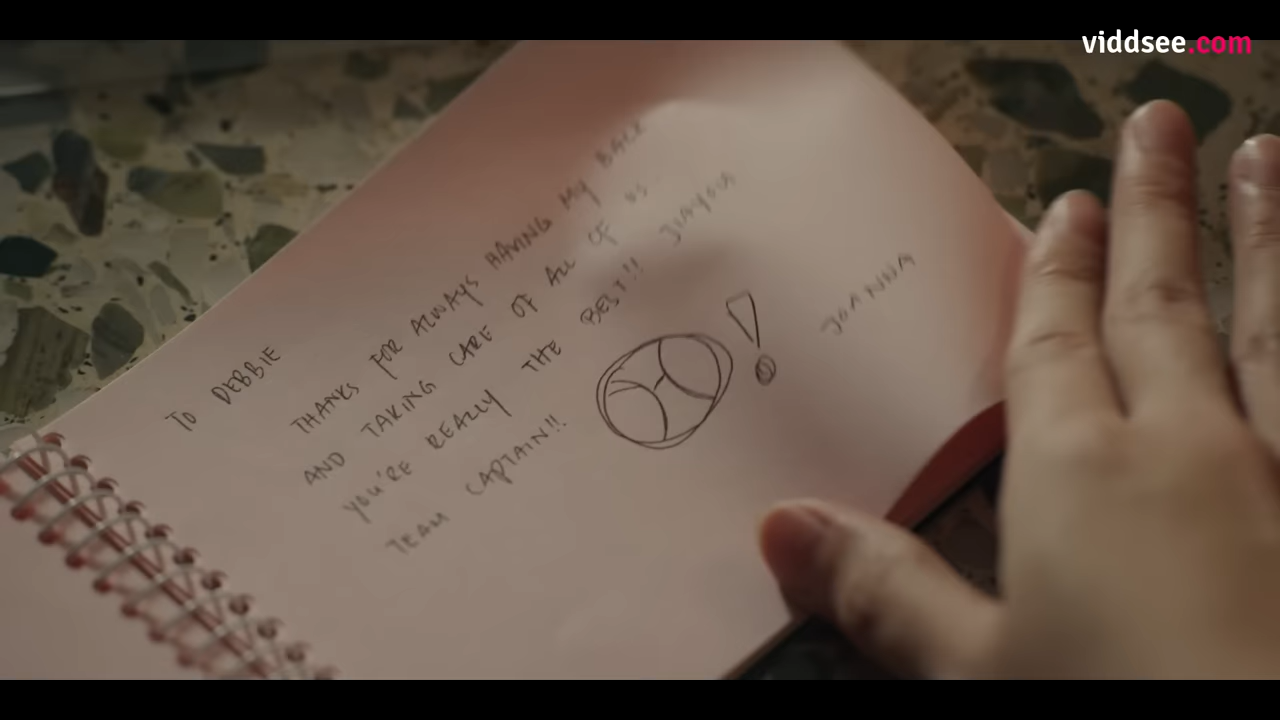 viddsee.com
TO DEBBIE
THANKS FOR ALWAYS HAVING MY BACK
AND TAKING CARE OF ALL OF US
YOU'RE REALLY THE BEST!! JIAYOUS
TEAM CAPTAIN!!
!
JOANNA